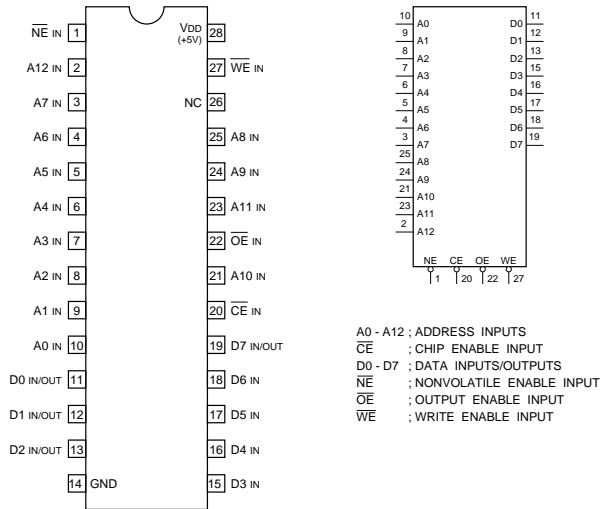 NE IN 1
A12 IN 2
A7 IN 3
A6 IN 4
A5 IN 5
A4 IN 6
A3 IN 7
A2 IN 8
A1 IN 9
A0 IN 10
D0 IN/OUT 11
D1 IN/OUT 12
D2 IN/OUT 13
14 GND
VDD 28
(+5V)
27 WE IN
NC 26
25 A8 IN
24 A9 IN
23 A11 IN
22 OE IN
21 A10 IN
20 CE IN
19 D7 IN/OUT
18 D6 IN
17 D5 IN
16 D4 IN
15 D3 IN
10 A0
9 A1
8 A2
7 A3
6 A4
5 A5
4 A6
3 A7
25 A8
24 A9
21 A10
23 A11
2 A12
D0 11
D1 12
D2 13
D3 15
D4 16
D5 17
D6 18
D7 19
NE CE OE WE
1 20 22 27
A0 - A12 ; ADDRESS INPUTS
CE ; CHIP ENABLE INPUT
D0 - D7 ; DATA INPUTS/OUTPUTS
NE ; NONVOLATILE ENABLE INPUT
OE ; OUTPUT ENABLE INPUT
WE ; WRITE ENABLE INPUT